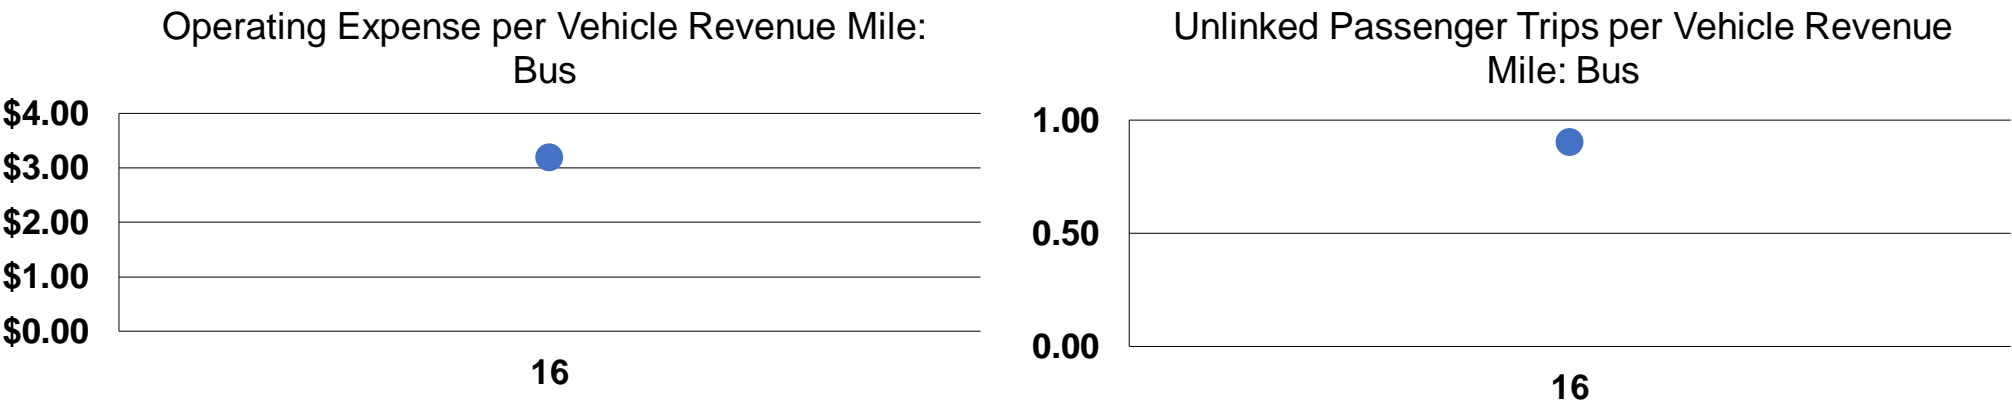 Operating Expense per Vehicle Revenue Mile:
Bus
$4.00
$3.00
$2.00
$1.00
$0.00
16
Unlinked Passenger Trips per Vehicle Revenue
Mile: Bus
1.00
0.50
0.00
16